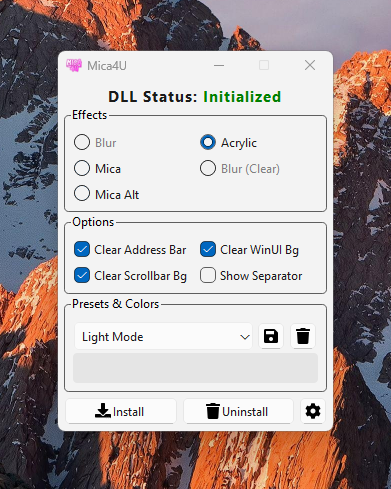 Mica4U
DLL Status: Initialized
Effects
Blur
Acrylic
Mica
Blur (Clear)
Mica Alt
Options
Clear Address Bar
Clear WinUI Bg
Clear Scrollbar Bg
Show Separator
Presets & Colors
Light Mode
Install
Uninstall